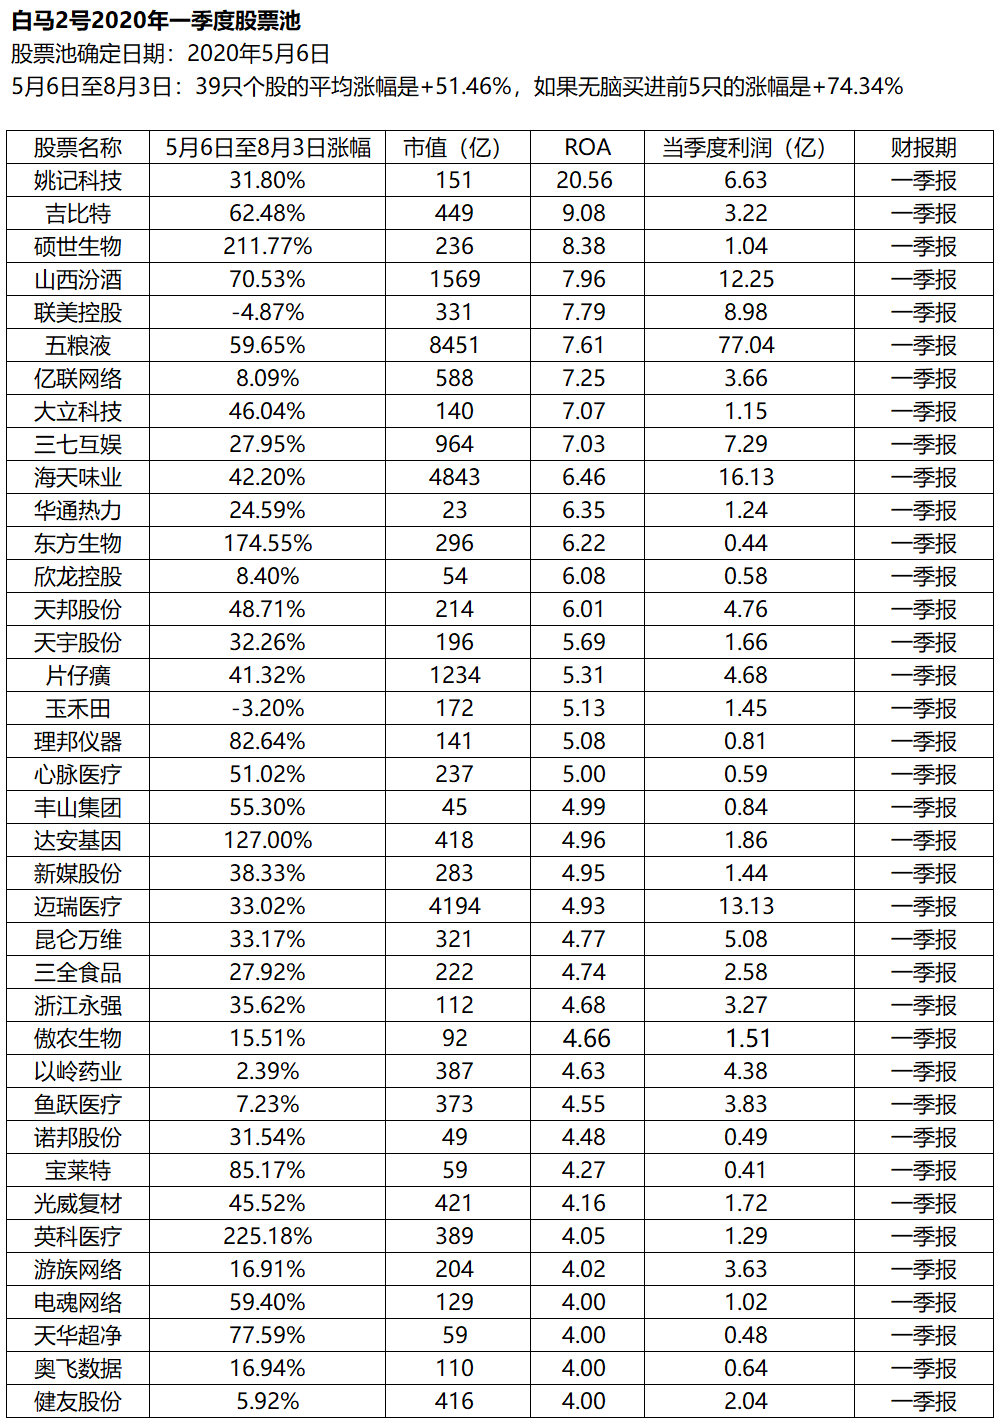 白马2号2020年一季度股票池
股票池确定日期：2020年5月6日
5月6日至8月3日：39只个股的平均涨幅是+51.46%，如果无脑买进前5只的涨幅是+74.34%
股票名称 5月6日至8月3日涨幅 市值（亿） ROA 当季度利润（亿） 财报期
姚记科技 31.80% 151 20.56 6.63 一季报
吉比特 62.48% 449 9.08 3.22 一季报
硕世生物 211.77% 236 8.38 1.04 一季报
山西汾酒 70.53% 1569 7.96 12.25 一季报
联美控股 -4.87% 331 7.79 8.98 一季报
五粮液 59.65% 8451 7.61 77.04 一季报
亿联网络 8.09% 588 7.25 3.66 一季报
大立科技 46.04% 140 7.07 1.15 一季报
三七互娱 27.95% 964 7.03 7.29 一季报
海天味业 42.20% 4843 6.46 16.13 一季报
华通热力 24.59% 23 6.35 1.24 一季报
东方生物 174.55% 296 6.22 0.44 一季报
欣龙控股 8.40% 54 6.08 0.58 一季报
天邦股份 48.71% 214 6.01 4.76 一季报
天宇股份 32.26% 196 5.69 1.66 一季报
片仔癀 41.32% 1234 5.31 4.68 一季报
玉禾田 -3.20% 172 5.13 1.45 一季报
理邦仪器 82.64% 141 5.08 0.81 一季报
心脉医疗 51.02% 237 5.00 0.59 一季报
丰山集团 55.30% 45 4.99 0.84 一季报
达安基因 127.00% 418 4.96 1.86 一季报
新媒股份 38.33% 283 4.95 1.44 一季报
迈瑞医疗 33.02% 4194 4.93 13.13 一季报
昆仑万维 33.17% 321 4.77 5.08 一季报
三全食品 27.92% 222 4.74 2.58 一季报
浙江永强 35.62% 112 4.68 3.27 一季报
傲农生物 15.51% 92 4.66 1.51 一季报
以岭药业 2.39% 387 4.63 4.38 一季报
鱼跃医疗 7.23% 373 4.55 3.83 一季报
诺邦股份 31.54% 49 4.48 0.49 一季报
宝莱特 85.17% 59 4.27 0.41 一季报
光威复材 45.52% 421 4.16 1.72 一季报
英科医疗 225.18% 389 4.05 1.29 一季报
游族网络 16.91% 204 4.02 3.63 一季报
电魂网络 59.40% 129 4.00 1.02 一季报
天华超净 77.59% 59 4.00 0.48 一季报
奥飞数据 16.94% 110 4.00 0.64 一季报
健友股份 5.92% 416 4.00 2.04 一季报